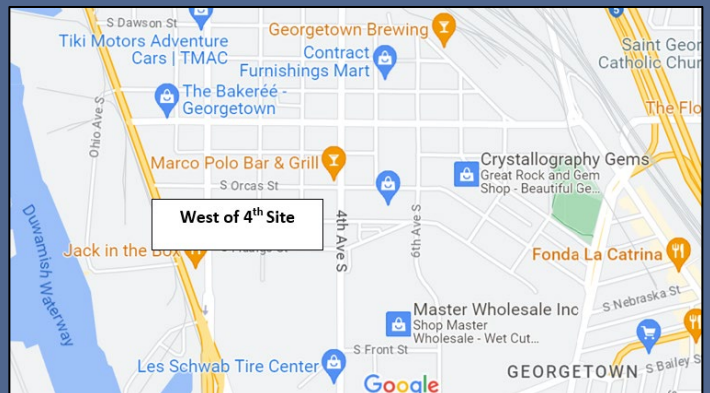 S Dawson St
Georgetown Brewing
Tiki Motors Adventure
Cars | TMAC
Contract
Furnishings Mart
5
Saint Geor
Catholic Chur
The Bakeréé -
Georgetown
The Flo
Ohio Ave S
Marco Polo Bar & Grill
Crystallography Gems
Great Rock and Gem
Shop - Beautiful Ge...
S Orcas St
West of 4th Site
4th Ave S
6th Ave S
Duwamish Waterway
Jack in the Box
Fonda La Catrina
S Nebraska St
Master Wholesale Inc
Shop Master
Wholesale - Wet Cut...
S Front St
Les Schwab Tire Center
Google
GEORGETOWN
S Bailey S